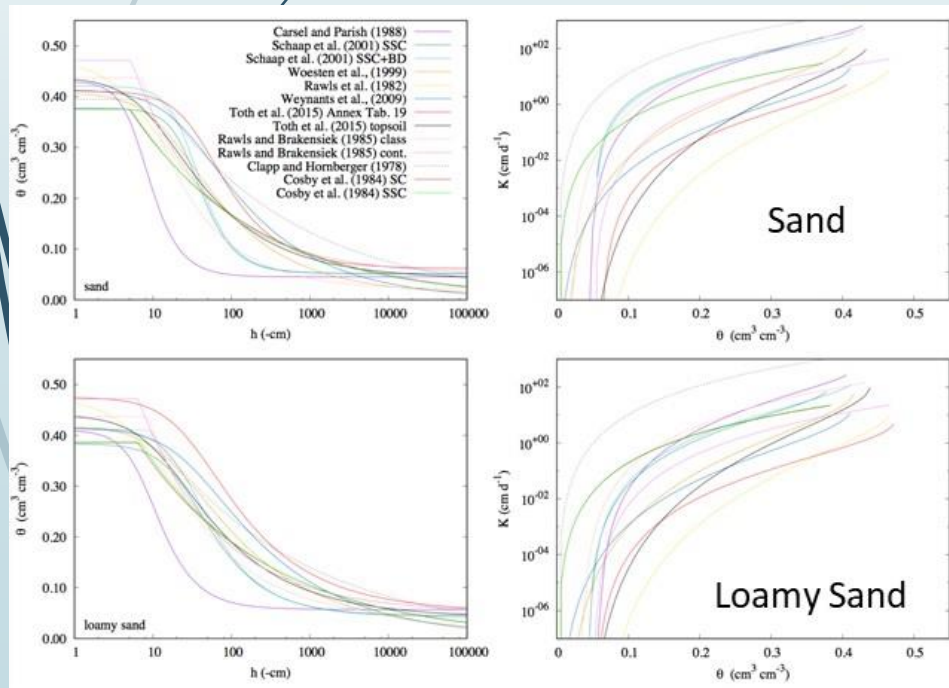 Carsel and Parish (1988)
Schaap et al. (2001) SSC
Schaap et al. (2001) SSC+BD
Woesten et al., (1999)
Rawls et al. (1982)
Weynants et al., (2009)
Toth et al. (2015) Annex Tab. 19
Toth et al. (2015) topsoil
Rawls and Brakensiek (1985) class
Rawls and Brakensiek (1985) cont.
Clapp and Hornberger (1978)
Cosby et al. (1984) SC
Cosby et al. (1984) SSC
0.50
0.40
0.30
0.20
0.10
0.00
θ (cm³ cm⁻³)
sand
1 10 100 1000 10000 100000
h (-cm)
10⁺⁰²
10⁺⁰⁰
10⁻⁰²
10⁻⁰⁴
10⁻⁰⁶
K (cm d⁻¹)
Sand
0 0.1 0.2 0.3 0.4 0.5
θ (cm³ cm⁻³)
0.50
0.40
0.30
0.20
0.10
0.00
θ (cm³ cm⁻³)
loamy sand
1 10 100 1000 10000 100000
h (-cm)
10⁺⁰²
10⁺⁰⁰
10⁻⁰²
10⁻⁰⁴
10⁻⁰⁶
K (cm d⁻¹)
Loamy Sand
0 0.1 0.2 0.3 0.4 0.5
θ (cm³ cm⁻³)